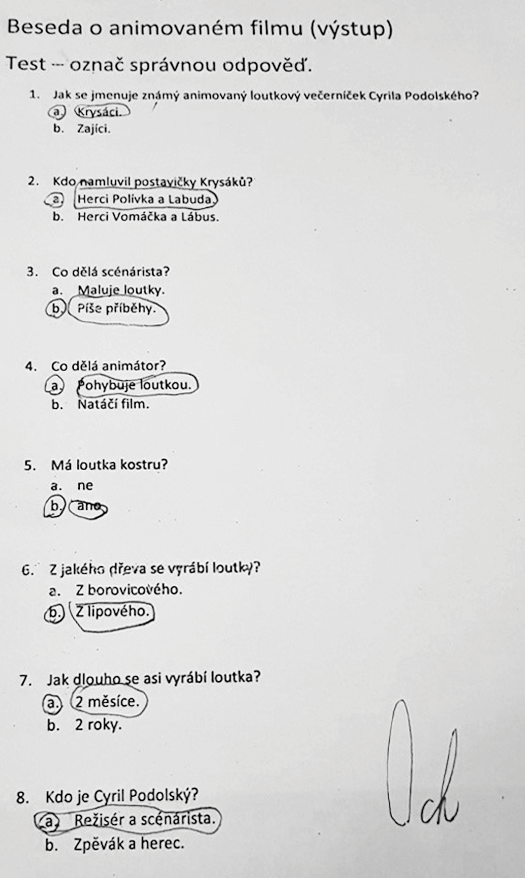 Beseda o animovaném filmu (výstup)
Test --- označ správnou odpověď.
1. Jak se jmenuje známý animovaný loutkový večerníček Cyrila Podolského?
a. Krysáci.
b. Zajíci.
2. Kdo namluvil postavičky Krysáků?
a. Herci Polívka a Labuda.
b. Herci Vomáčka a Lábus.
3. Co dělá scénárista?
a. Maluje loutky.
b. Píše příběhy.
4. Co dělá animátor?
a. Pohybuje loutkou.
b. Natáčí film.
5. Má loutka kostru?
a. ne
b. ano
6. Z jakého dřeva se vyrábí loutky?
a. Z borovicového.
b. Z lipového.
7. Jak dlouho se asi vyrábí loutka?
a. 2 měsíce.
b. 2 roky.
8. Kdo je Cyril Podolský?
a. Režisér a scénárista.
b. Zpěvák a herec.